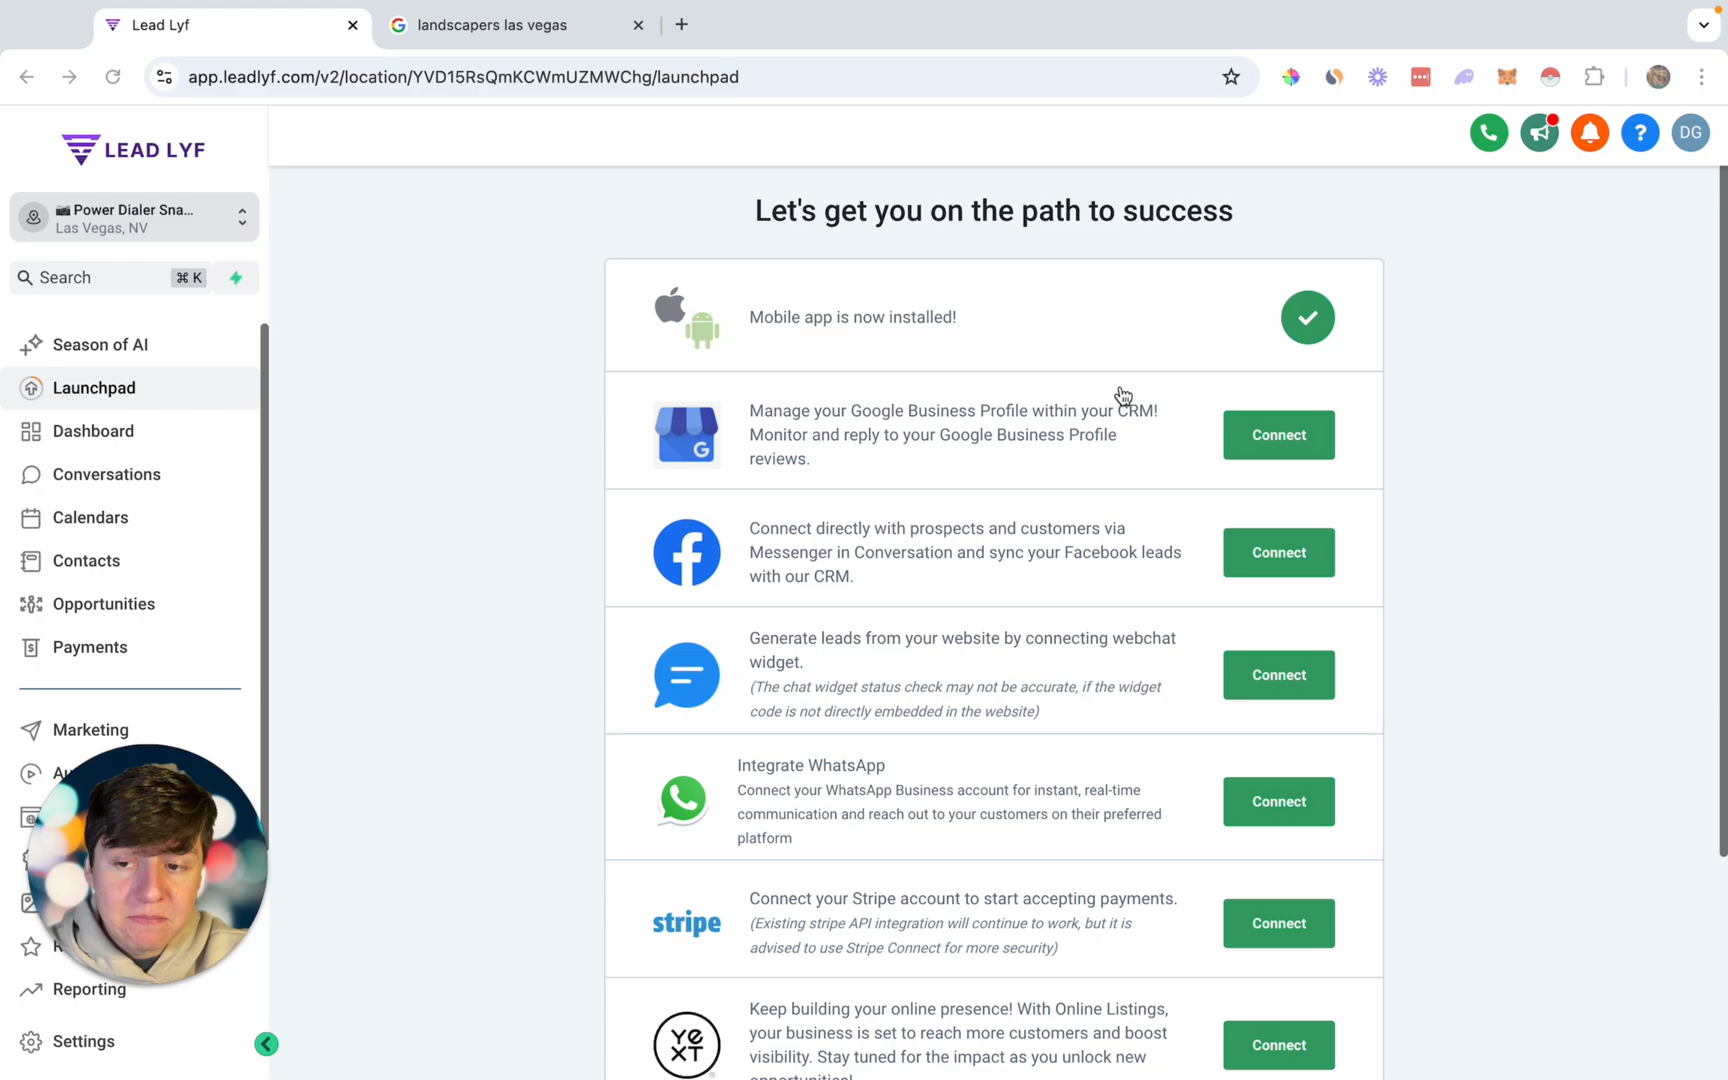 Lead Lyf
landscapers las vegas
app.leadlyf.com/v2/location/YVD15RsQmKCWmUZMWChg/launchpad
LEAD LYF
Power Dialer Sna...
Las Vegas, NV
Search
⌘ K
Season of AI
Launchpad
Dashboard
Conversations
Calendars
Contacts
Opportunities
Payments
Marketing
Reporting
Settings
DG
Let's get you on the path to success
Mobile app is now installed!
Manage your Google Business Profile within your CRM!
Monitor and reply to your Google Business Profile
reviews.
Connect
Connect directly with prospects and customers via
Messenger in Conversation and sync your Facebook leads
with our CRM.
Connect
Generate leads from your website by connecting webchat
widget.
(The chat widget status check may not be accurate, if the widget
code is not directly embedded in the website)
Connect
Integrate WhatsApp
Connect your WhatsApp Business account for instant, real-time
communication and reach out to your customers on their preferred
platform
Connect
stripe
Connect your Stripe account to start accepting payments.
(Existing stripe API integration will continue to work, but it is
advised to use Stripe Connect for more security)
Connect
yext
Keep building your online presence! With Online Listings,
your business is set to reach more customers and boost
visibility. Stay tuned for the impact as you unlock new
opportunities!
Connect